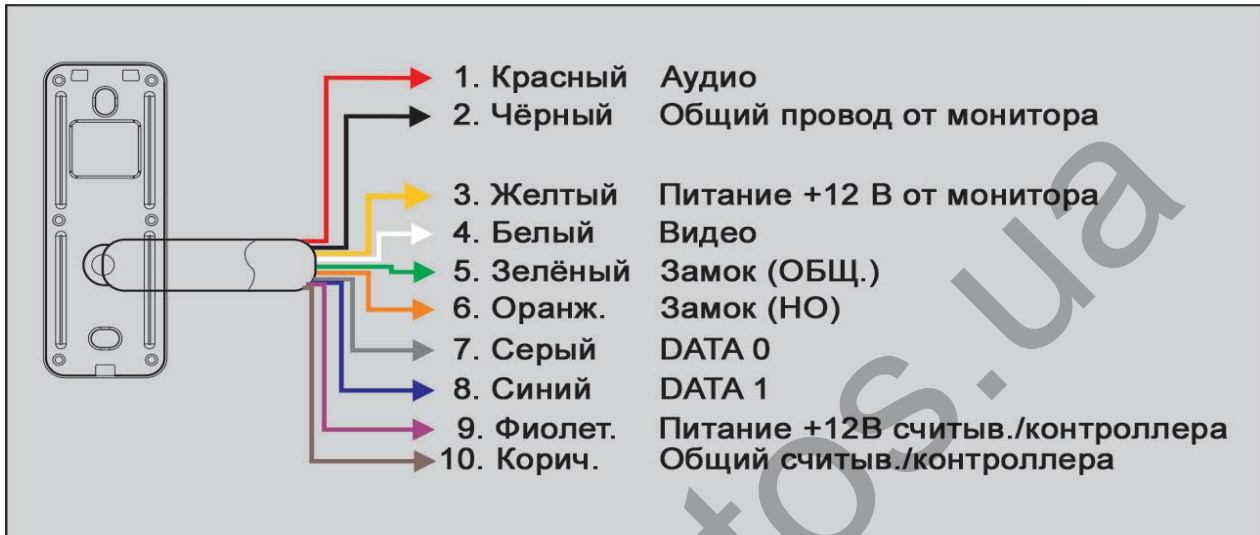 1. Красный Аудио
2. Чёрный Общий провод от монитора
3. Желтый Питание +12 В от монитора
4. Белый Видео
5. Зелёный Замок (ОБЩ.)
6. Оранж. Замок (НО)
7. Серый DATA 0
8. Синий DATA 1
9. Фиолет. Питание +12В считыв./контроллера
10. Корич. Общий считыв./контроллера
tos.ua